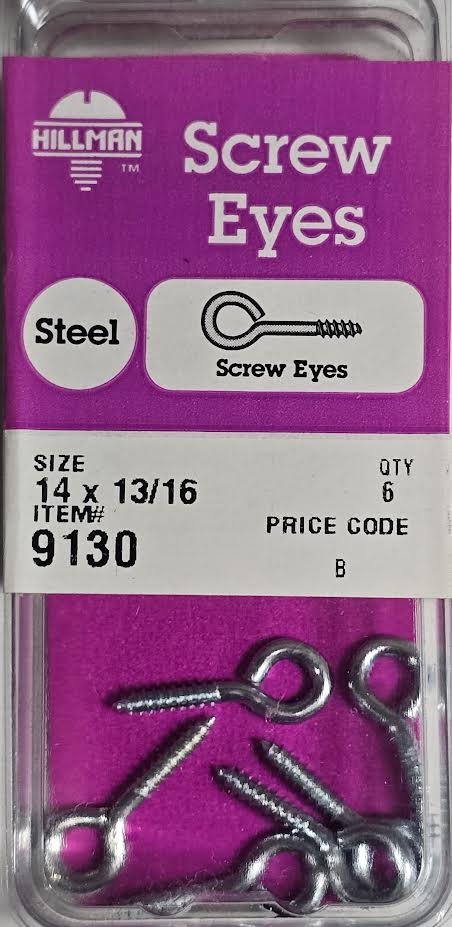 HILLMAN
TM
Screw
Eyes
Steel
Screw Eyes
SIZE
14 x 13/16
QTY
6
ITEM#
9130
PRICE CODE
B